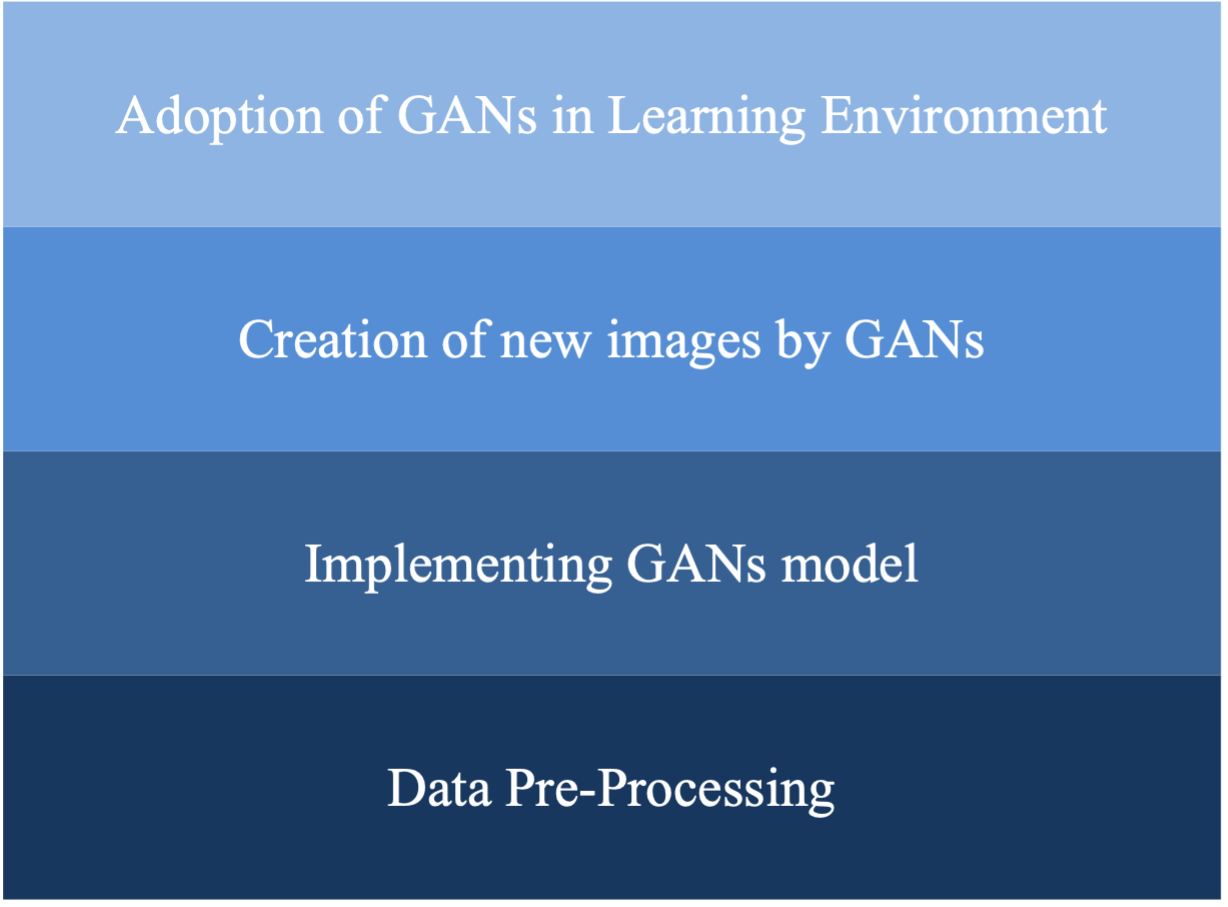 Adoption of GANs in Learning Environment
Creation of new images by GANs
Implementing GANs model
Data Pre-Processing